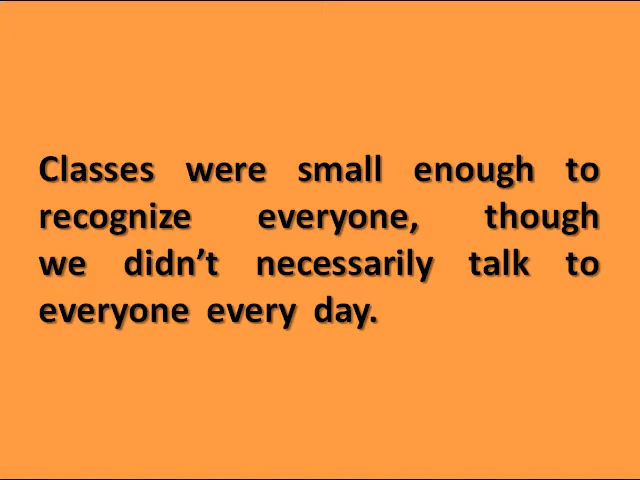 Classes were small enough to
recognize everyone, though
we didn’t necessarily talk to
everyone every day.